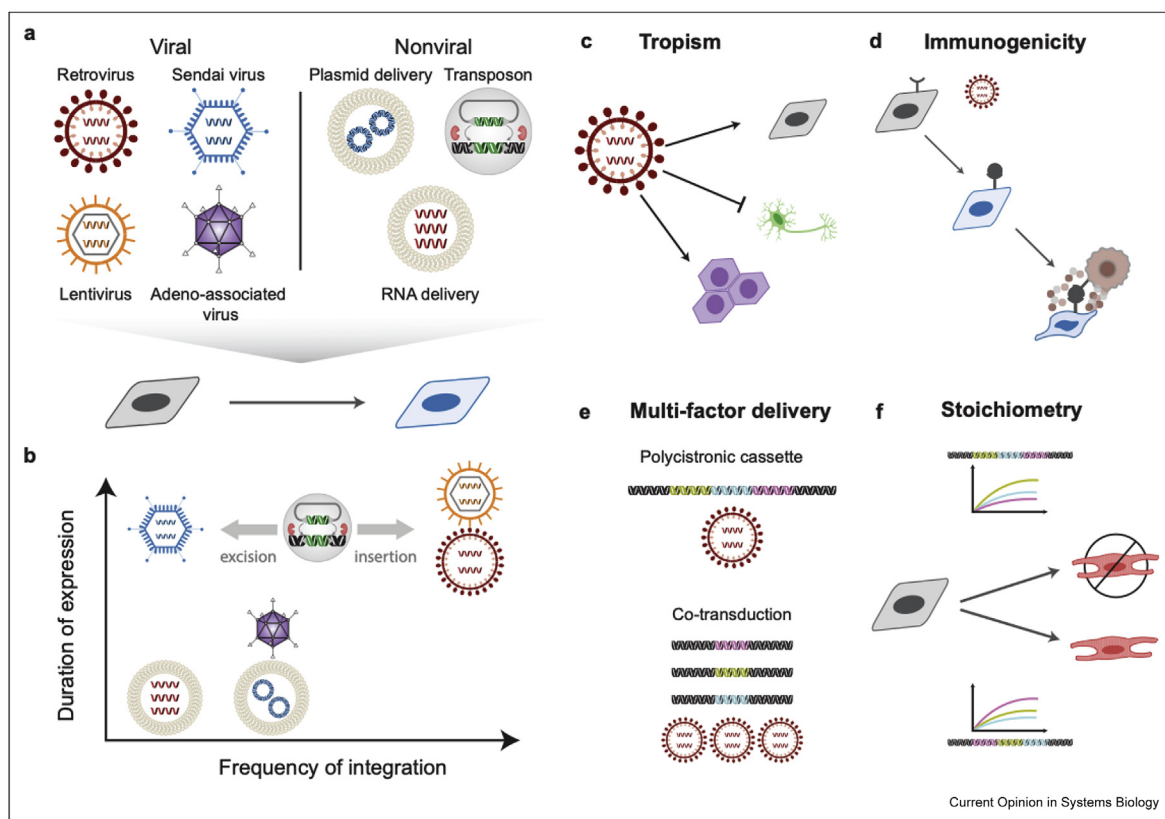 a
Viral
Nonviral
Retrovirus
Sendai virus
Plasmid delivery
Transposon
Lentivirus
Adeno-associated
virus
RNA delivery
b
Duration of expression
excision
insertion
Frequency of integration
c
Tropism
d
Immunogenicity
e
Multi-factor delivery
Polycistronic cassette
Co-transduction
f
Stoichiometry
Current Opinion in Systems Biology